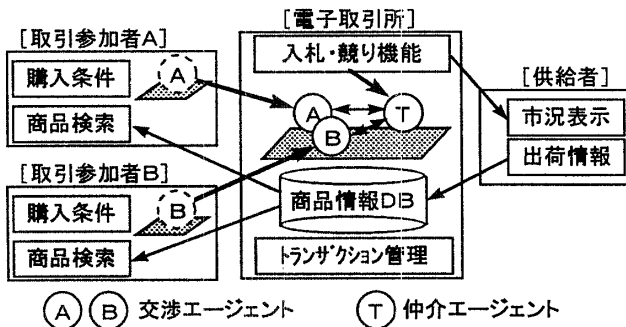 [取引参加者A]
購入条件
A
商品検索
[取引参加者B]
購入条件
B
商品検索
[電子取引所]
入札・競り機能
A
T
B
商品情報DB
トランザクション管理
[供給者]
市況表示
出荷情報
A B 交渉エージェント
T 仲介エージェント